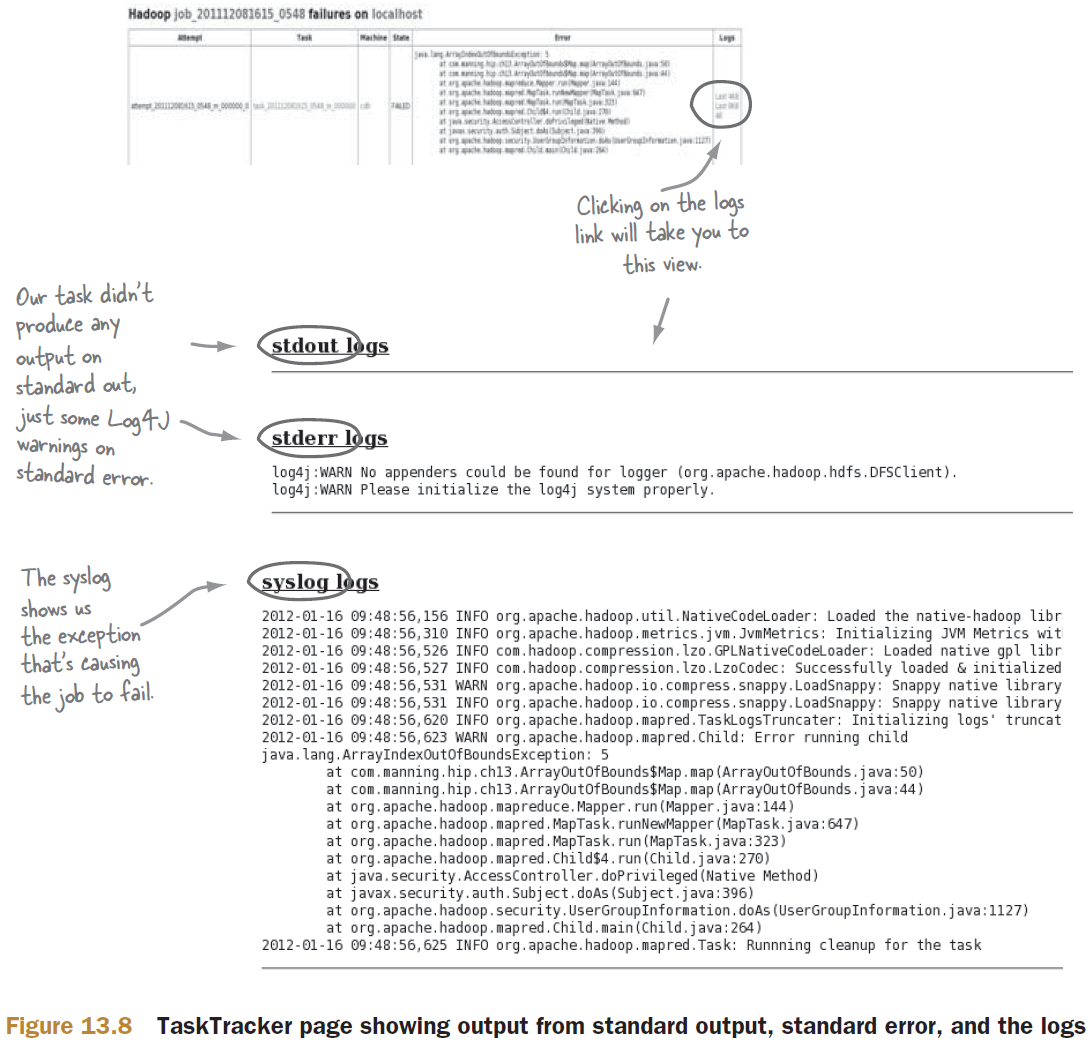 Hadoop job_201112081615_0548 failures on localhost
Attempt Task Machine State Error Logs
java.lang.ArrayIndexOutOfBoundsException: 5
at com.manning.hip.ch13.ArrayOutOfBounds$Map.map(ArrayOutOfBounds.java:50)
at com.manning.hip.ch13.ArrayOutOfBounds$Map.map(ArrayOutOfBounds.java:44)
at org.apache.hadoop.mapreduce.Mapper.run(Mapper.java:144)
at org.apache.hadoop.mapred.MapTask.runNewMapper(MapTask.java:647)
attempt_201112081615_0548_m_000000_0 task_201112081615_0548_m_000000 cdh FAILED
at org.apache.hadoop.mapred.MapTask.run(MapTask.java:323)
at org.apache.hadoop.mapred.Child$4.run(Child.java:270)
at java.security.AccessController.doPrivileged(Native Method)
at javax.security.auth.Subject.doAs(Subject.java:396)
at org.apache.hadoop.security.UserGroupInformation.doAs(UserGroupInformation.java:1127)
at org.apache.hadoop.mapred.Child.main(Child.java:264)
Last 4KB
Last 8KB
All
Clicking on the logs
link will take you to
this view.
Our task didn't
produce any
output on
standard out,
just some Log4J
warnings on
standard error.
stdout logs
stderr logs
log4j:WARN No appenders could be found for logger (org.apache.hadoop.hdfs.DFSClient).
log4j:WARN Please initialize the log4j system properly.
The syslog
shows us
the exception
that's causing
the job to fail.
syslog logs
2012-01-16 09:48:56,156 INFO org.apache.hadoop.util.NativeCodeLoader: Loaded the native-hadoop libr
2012-01-16 09:48:56,310 INFO org.apache.hadoop.metrics.jvm.JvmMetrics: Initializing JVM Metrics wit
2012-01-16 09:48:56,526 INFO com.hadoop.compression.lzo.GPLNativeCodeLoader: Loaded native gpl libr
2012-01-16 09:48:56,527 INFO com.hadoop.compression.lzo.LzoCodec: Successfully loaded & initialized
2012-01-16 09:48:56,531 WARN org.apache.hadoop.io.compress.snappy.LoadSnappy: Snappy native library
2012-01-16 09:48:56,531 INFO org.apache.hadoop.io.compress.snappy.LoadSnappy: Snappy native library
2012-01-16 09:48:56,620 INFO org.apache.hadoop.mapred.TaskLogsTruncater: Initializing logs' truncat
2012-01-16 09:48:56,623 WARN org.apache.hadoop.mapred.Child: Error running child
java.lang.ArrayIndexOutOfBoundsException: 5
at com.manning.hip.ch13.ArrayOutOfBounds$Map.map(ArrayOutOfBounds.java:50)
at com.manning.hip.ch13.ArrayOutOfBounds$Map.map(ArrayOutOfBounds.java:44)
at org.apache.hadoop.mapreduce.Mapper.run(Mapper.java:144)
at org.apache.hadoop.mapred.MapTask.runNewMapper(MapTask.java:647)
at org.apache.hadoop.mapred.MapTask.run(MapTask.java:323)
at org.apache.hadoop.mapred.Child$4.run(Child.java:270)
at java.security.AccessController.doPrivileged(Native Method)
at javax.security.auth.Subject.doAs(Subject.java:396)
at org.apache.hadoop.security.UserGroupInformation.doAs(UserGroupInformation.java:1127)
at org.apache.hadoop.mapred.Child.main(Child.java:264)
2012-01-16 09:48:56,625 INFO org.apache.hadoop.mapred.Task: Runnning cleanup for the task
Figure 13.8 TaskTracker page showing output from standard output, standard error, and the logs